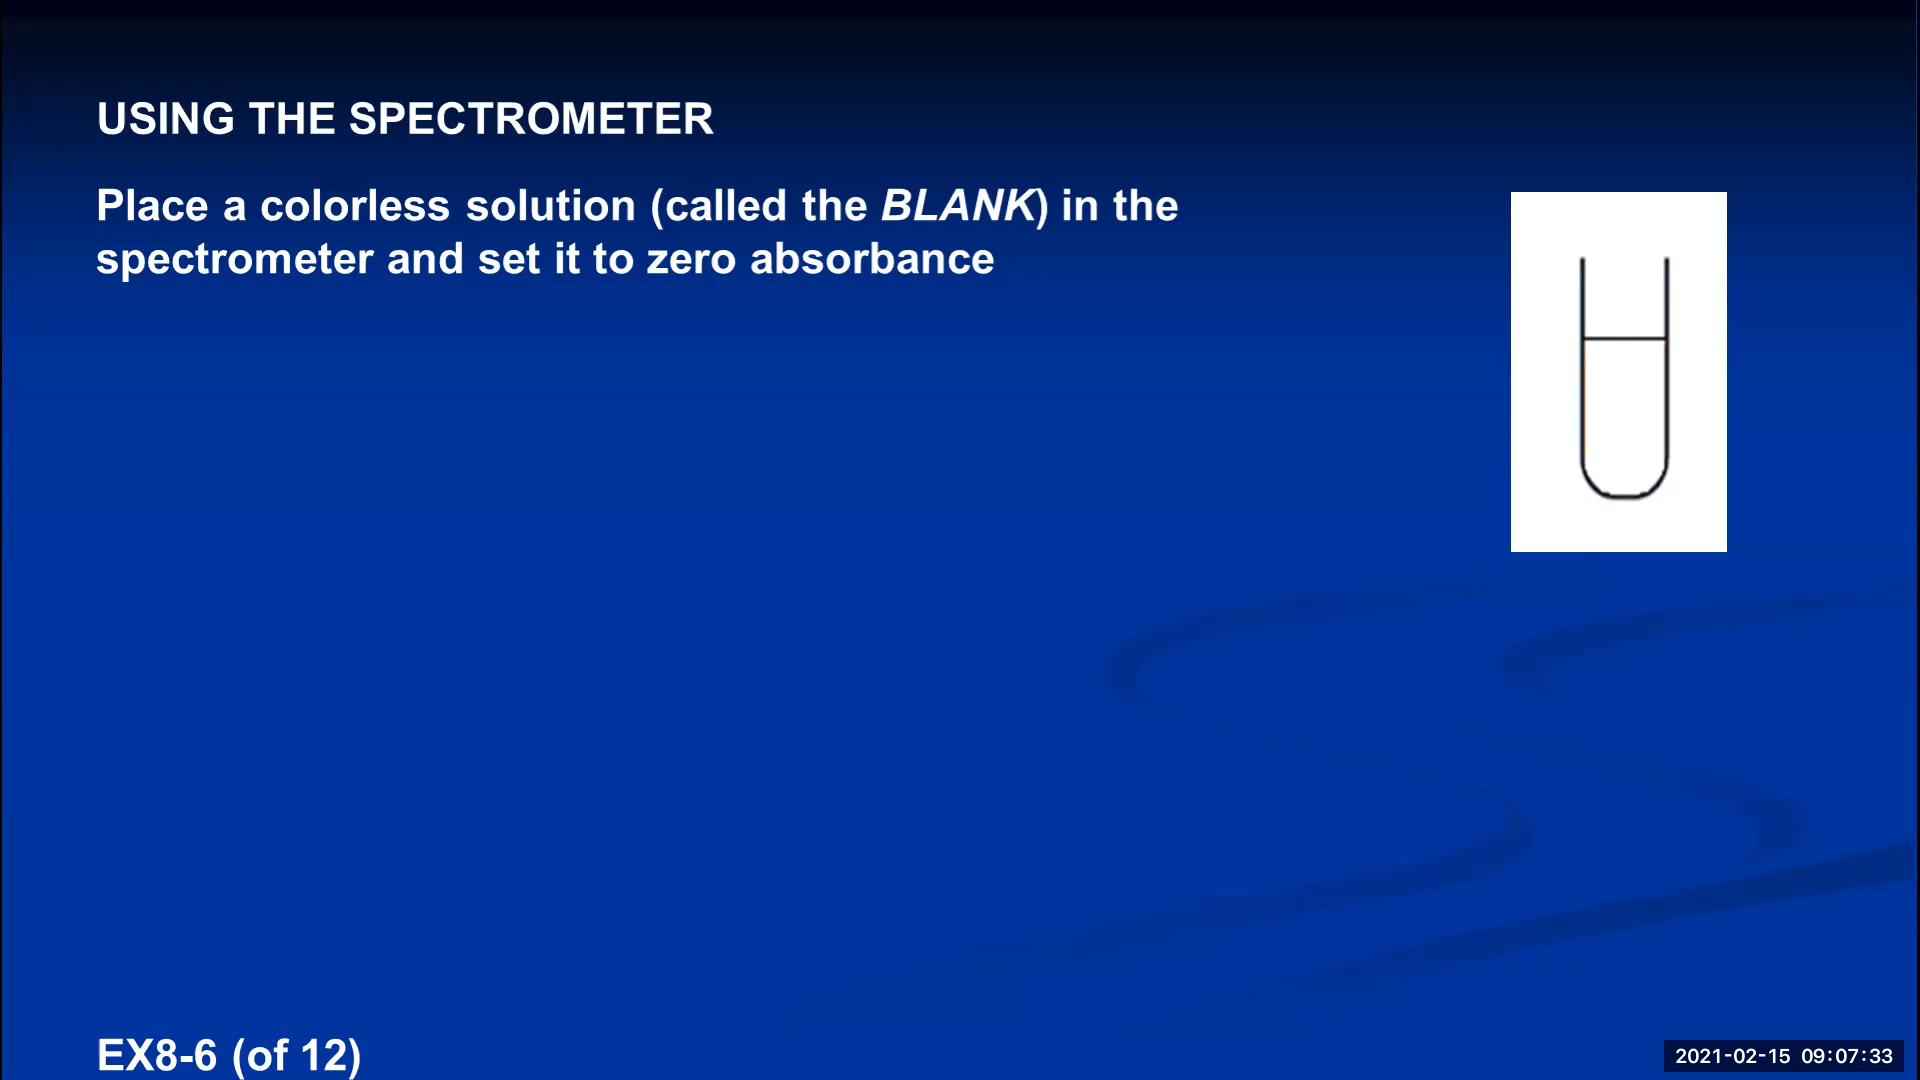 USING THE SPECTROMETER
Place a colorless solution (called the BLANK) in the
spectrometer and set it to zero absorbance
EX8-6 (of 12)
2021-02-15 09:07:33